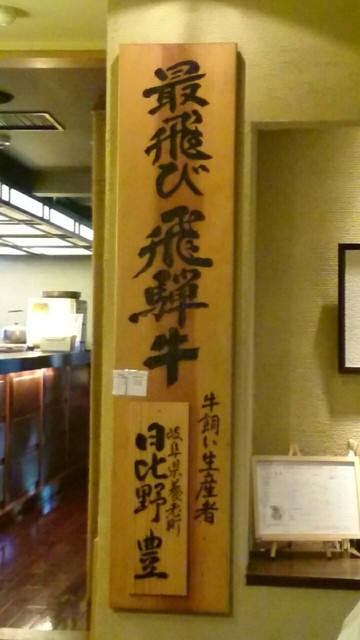 最飛び飛騨牛
牛飼い生産者
岐阜県養老町
日比野 豊